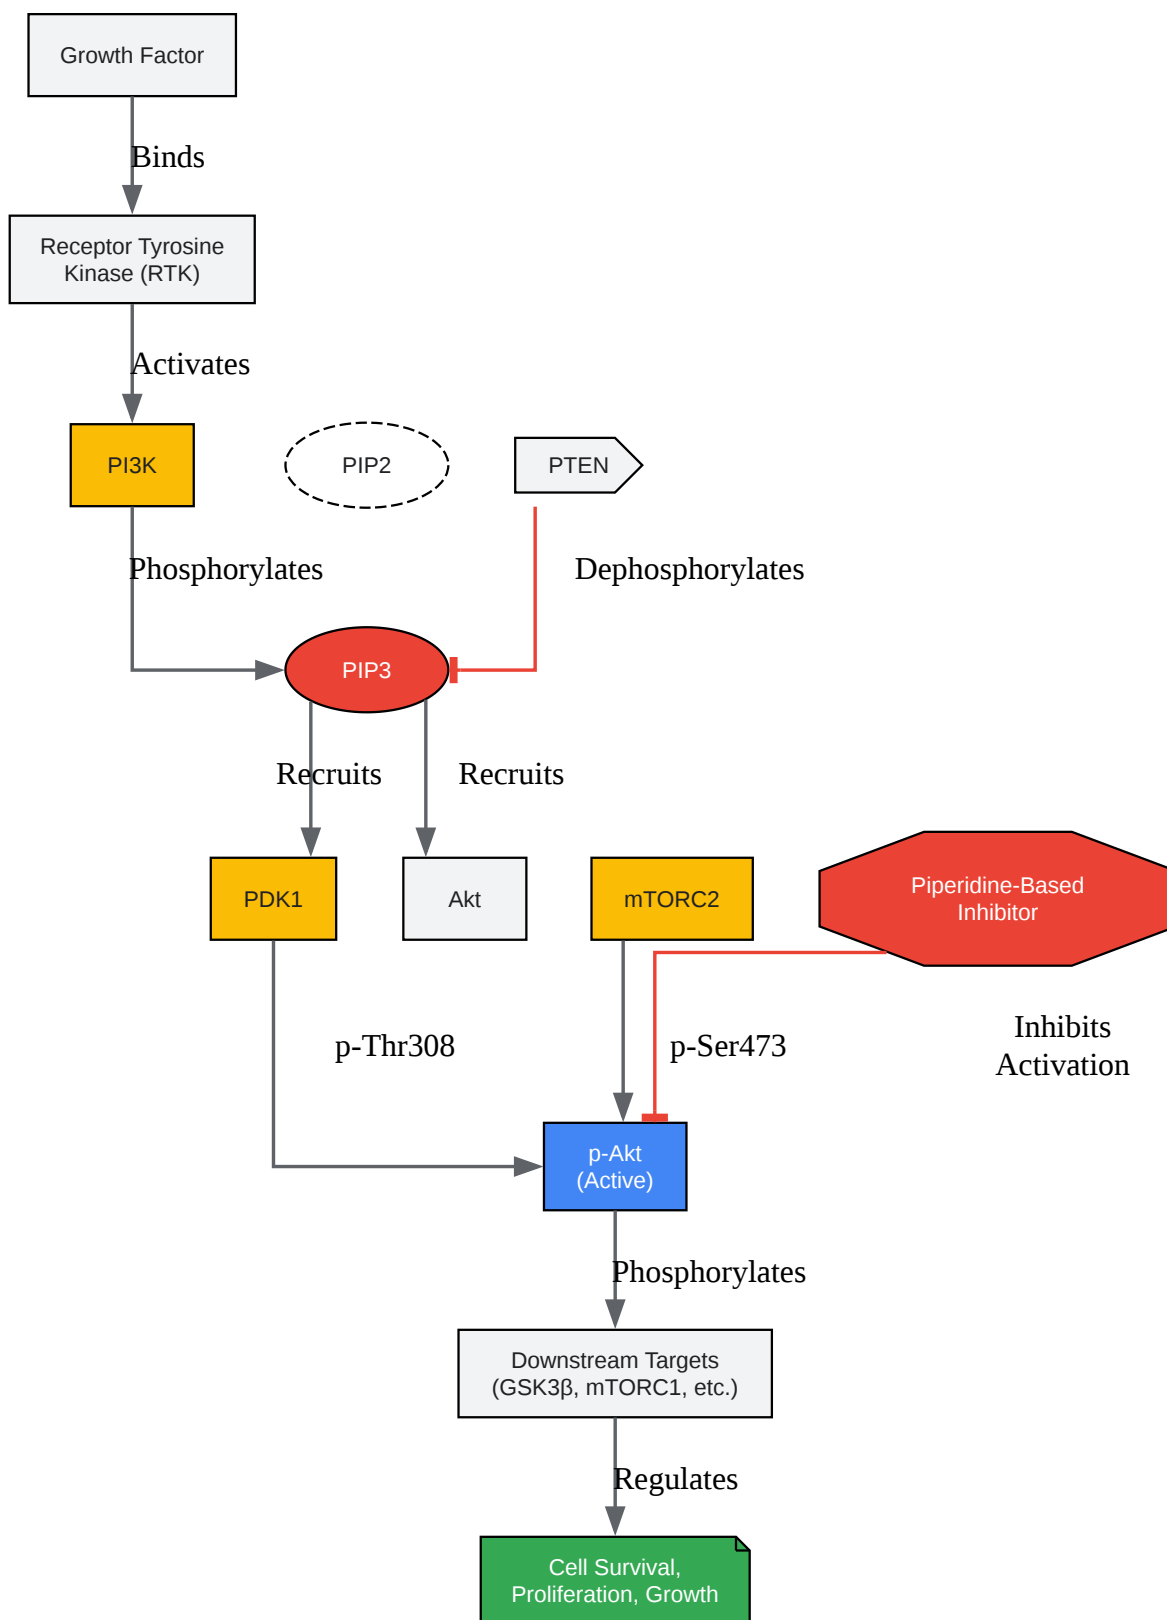 Growth Factor
Binds
Receptor Tyrosine
Kinase (RTK)
Activates
PI3K
PIP2
PTEN
Phosphorylates
Dephosphorylates
PIP3
Recruits
Recruits
PDK1
Akt
mTORC2
Piperidine-Based
Inhibitor
p-Thr308
p-Ser473
Inhibits
Activation
p-Akt
(Active)
Phosphorylates
Downstream Targets
(GSK3β, mTORC1, etc.)
Regulates
Cell Survival,
Proliferation, Growth